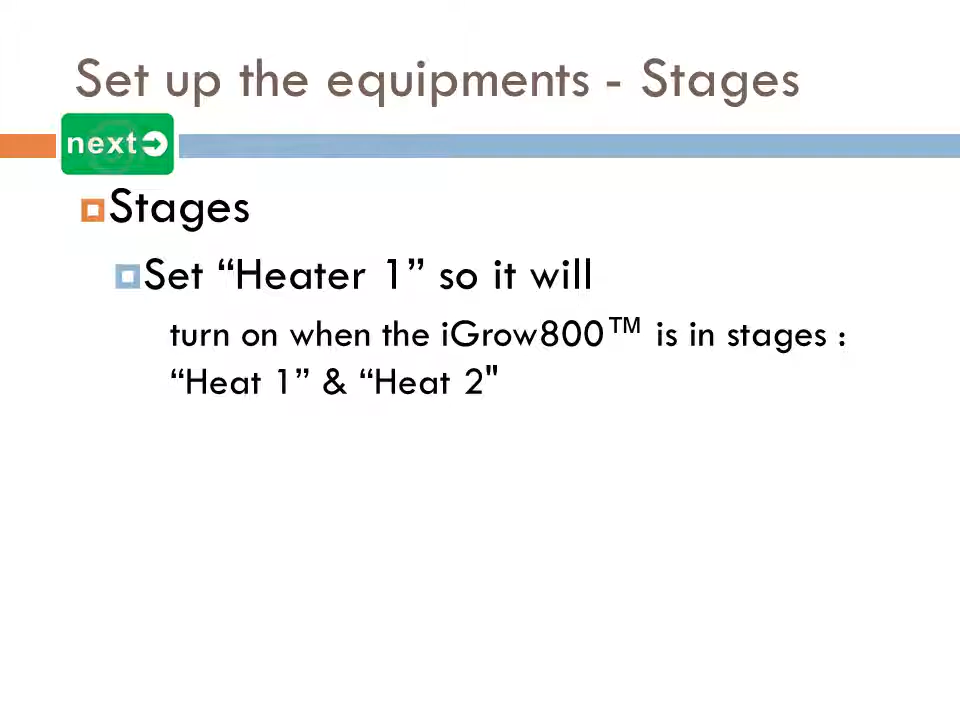 Set up the equipments - Stages
next
Stages
Set “Heater 1” so it will
turn on when the iGrow800™ is in stages :
“Heat 1” & “Heat 2"